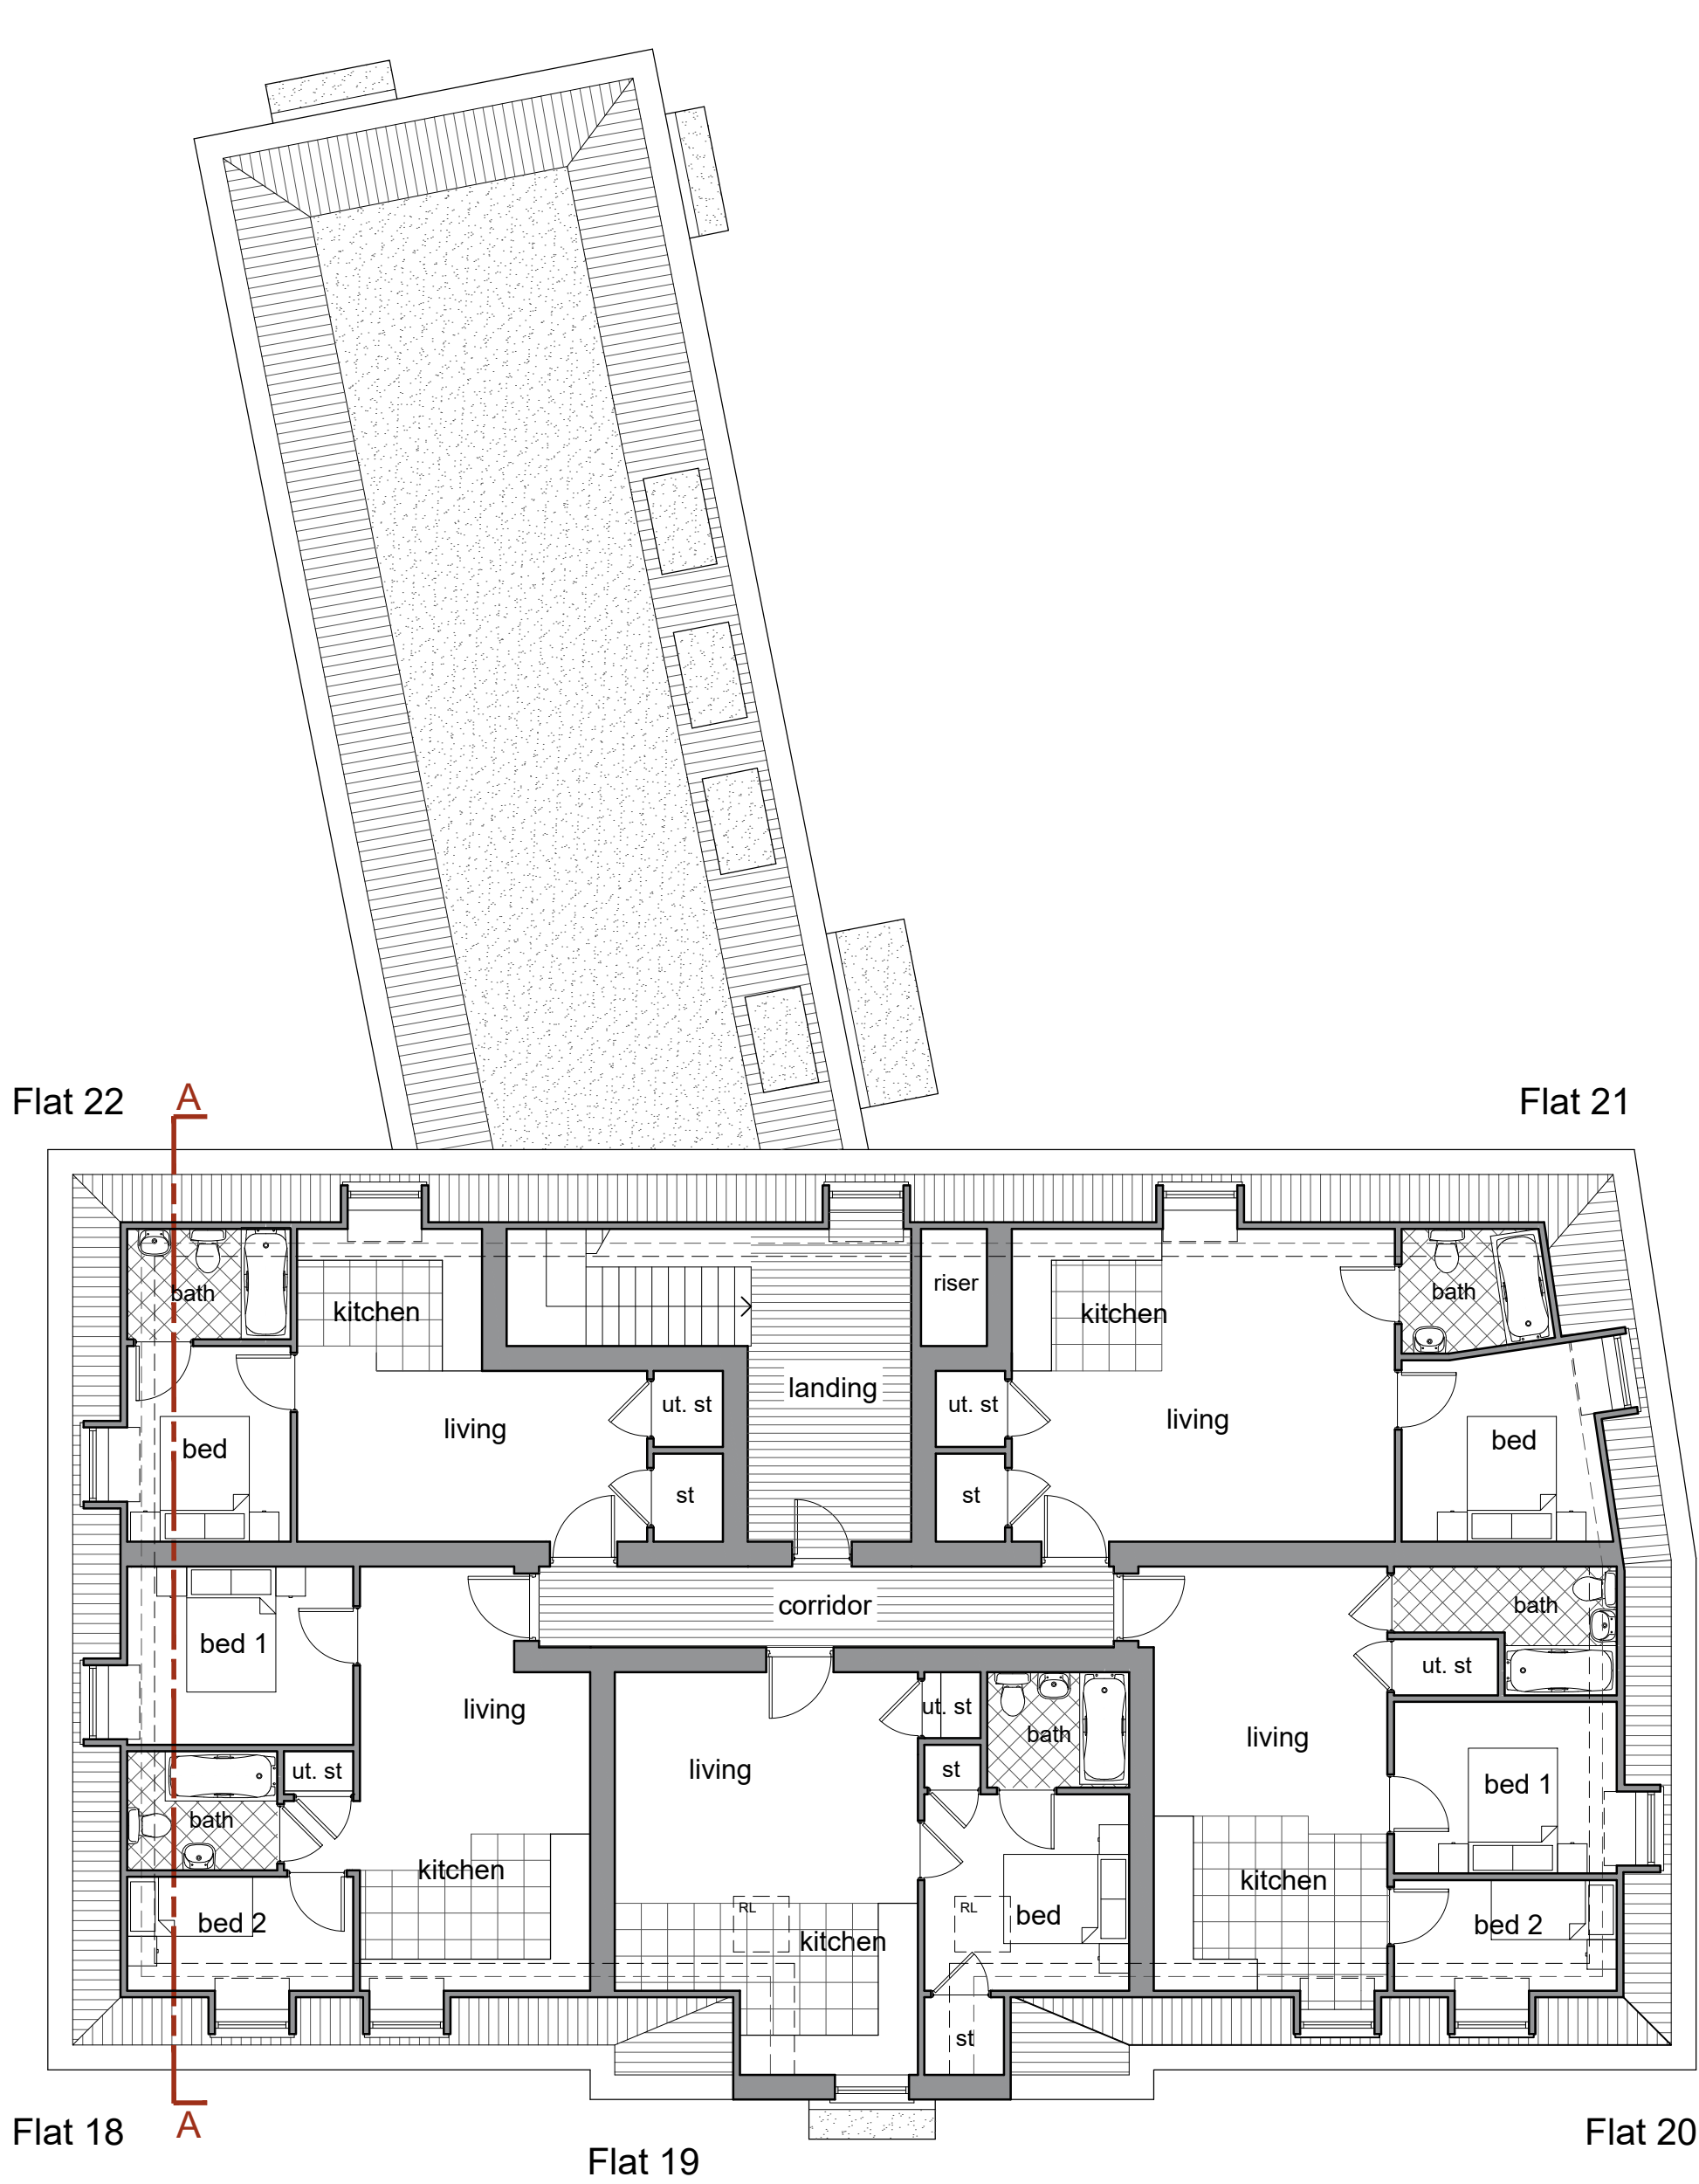 Flat 22
A
Flat 21
bath
kitchen
riser
kitchen
bath
landing
ut. st
ut. st
living
living
bed
bed
st
st
corridor
bath
bed 1
ut. st
living
ut. st
bath
living
living
ut. st
st
bed 1
bath
kitchen
kitchen
RL
RL
bed
bed 2
bed 2
kitchen
st
Flat 18
A
Flat 19
Flat 20